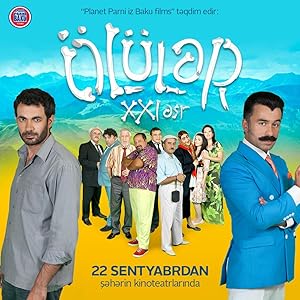 "Planet Parni iz Baku films" təqdim edir:
ölülər
XXI əsr
22 SENTYABRDAN
şəhərin kinoteatrlarında